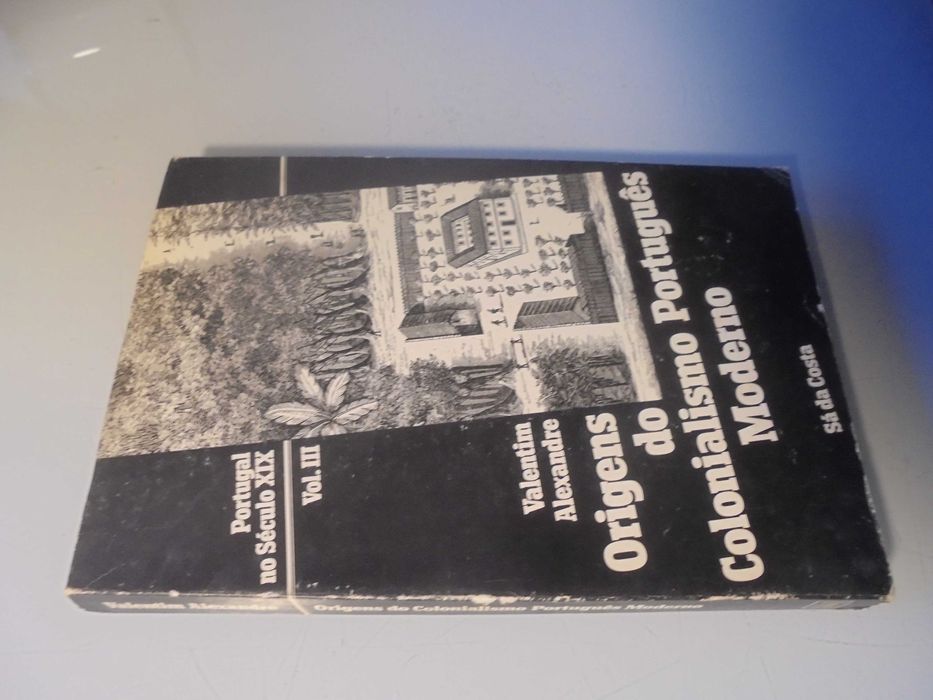 Portugal
no Século XIX
Vol. III
Valentim
Alexandre
Origens
do
Colonialismo Português
Moderno
Sá da Costa
Valentim Alexandre
Origens do Colonialismo Português Moderno